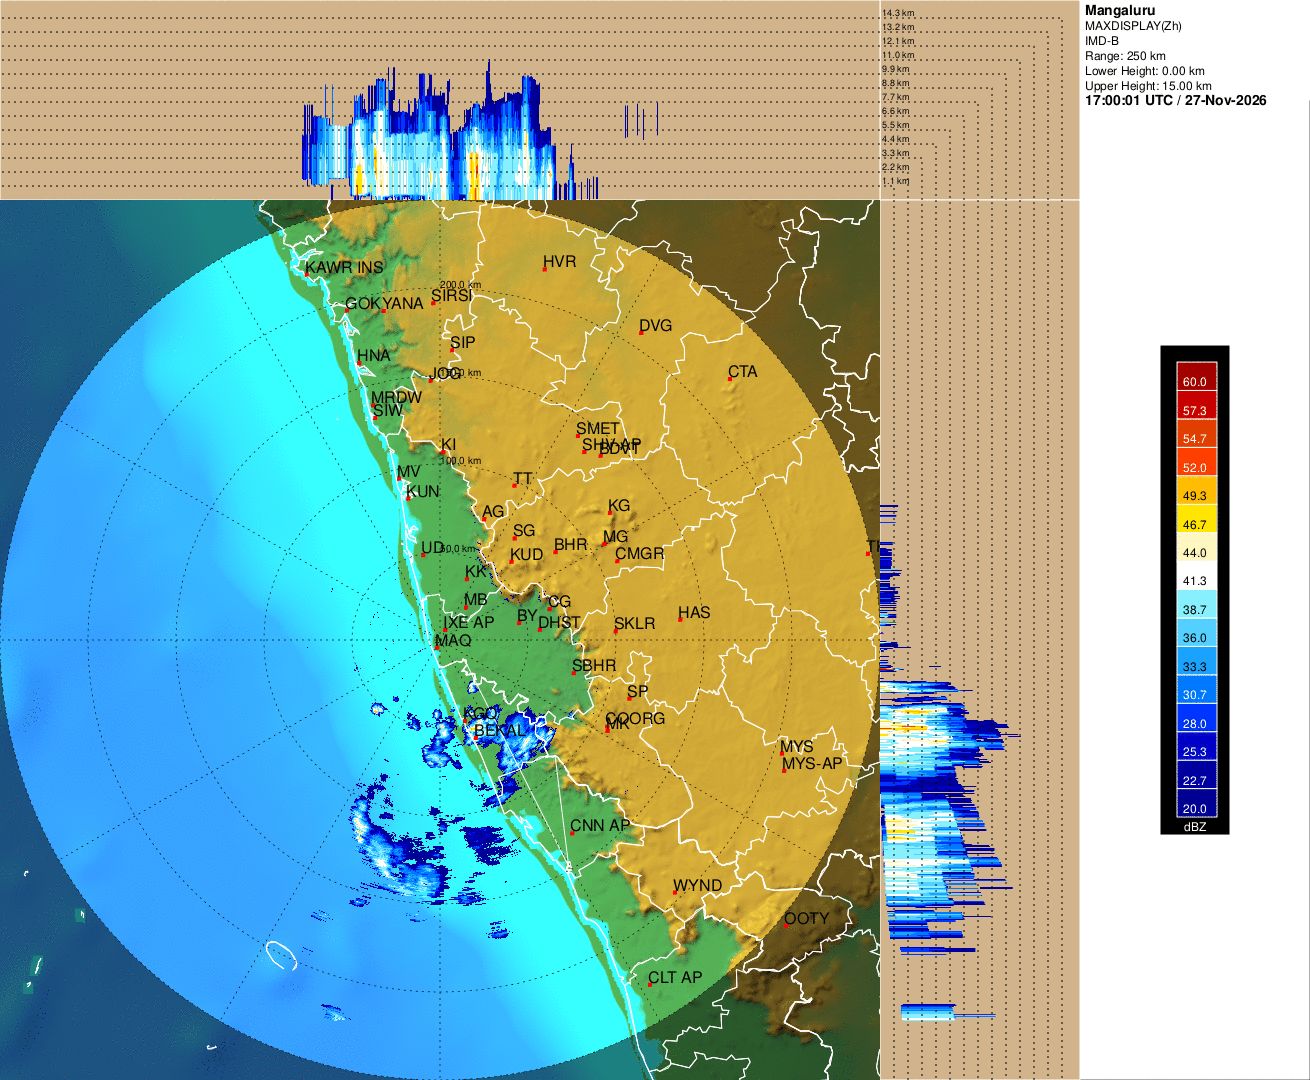 14.3 km
13.2 km
12.1 km
11.0 km
9.9 km
8.8 km
7.7 km
6.6 km
5.5 km
4.4 km
3.3 km
2.2 km
1.1 km
Mangaluru
MAXDISPLAY(Zh)
IMD-B
Range: 250 km
Lower Height: 0.00 km
Upper Height: 15.00 km
17:00:01 UTC / 27-Nov-2026
KAWR INS
HVR
200.0 km
SIRSI
GOKYANA
DVG
SIP
HNA
JOG
CTA
MRDW
SIW
SMET
SHV-AP
BDVT
KI
100.0 km
MV
TT
KUN
KG
AG
SG
MG
UD
50.0 km
KUD
BHR
CMGR
KK
MB
CG
IXE AP
BY
DHST
SKLR
HAS
MAQ
SBHR
SP
KGQ
COORG
MK
BEKAL
MYS
MYS-AP
CNN AP
WYND
OOTY
CLT AP
60.0
57.3
54.7
52.0
49.3
46.7
44.0
41.3
38.7
36.0
33.3
30.7
28.0
25.3
22.7
20.0
dBZ